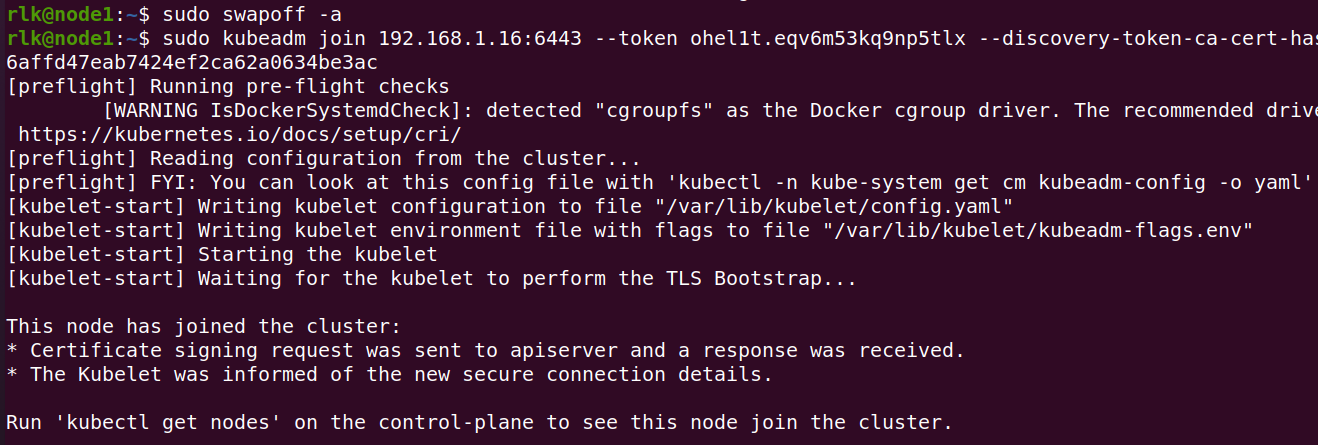 rlk@node1:~$ sudo swapoff -a
rlk@node1:~$ sudo kubeadm join 192.168.1.16:6443 --token ohel1t.eqv6m53kq9np5tlx --discovery-token-ca-cert-has
6affd47eab7424ef2ca62a0634be3ac
[preflight] Running pre-flight checks
        [WARNING IsDockerSystemdCheck]: detected "cgroupfs" as the Docker cgroup driver. The recommended drive
 https://kubernetes.io/docs/setup/cri/
[preflight] Reading configuration from the cluster...
[preflight] FYI: You can look at this config file with 'kubectl -n kube-system get cm kubeadm-config -o yaml'
[kubelet-start] Writing kubelet configuration to file "/var/lib/kubelet/config.yaml"
[kubelet-start] Writing kubelet environment file with flags to file "/var/lib/kubelet/kubeadm-flags.env"
[kubelet-start] Starting the kubelet
[kubelet-start] Waiting for the kubelet to perform the TLS Bootstrap...

This node has joined the cluster:
* Certificate signing request was sent to apiserver and a response was received.
* The Kubelet was informed of the new secure connection details.

Run 'kubectl get nodes' on the control-plane to see this node join the cluster.